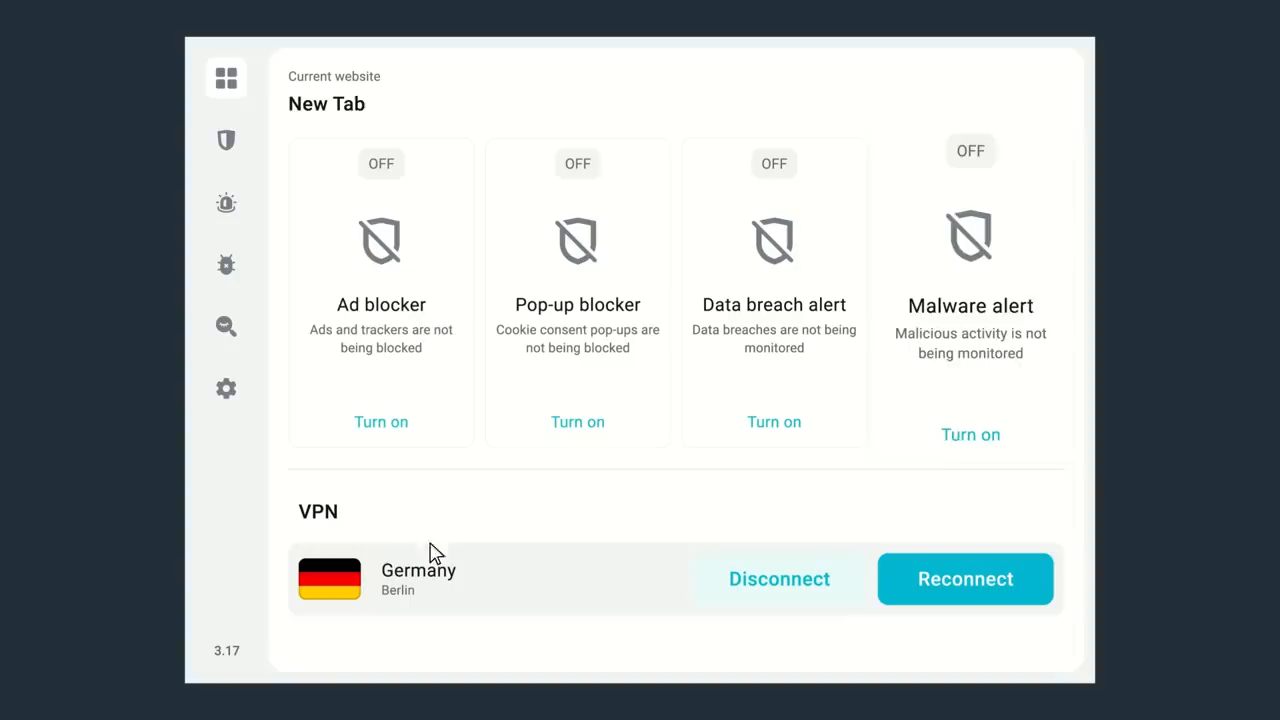 Current website
New Tab
OFF
Ad blocker
Ads and trackers are not
being blocked
Turn on
OFF
Pop-up blocker
Cookie consent pop-ups are
not being blocked
Turn on
OFF
Data breach alert
Data breaches are not being
monitored
Turn on
OFF
Malware alert
Malicious activity is not
being monitored
Turn on
VPN
Germany
Berlin
Disconnect
Reconnect
3.17